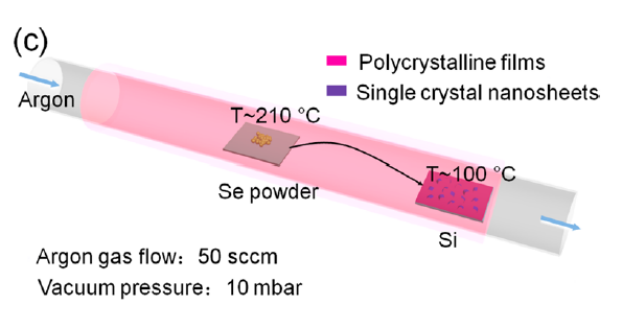 (c)
Polycrystalline films
Single crystal nanosheets
Argon
T~210 °C
T~100 °C
Se powder
Si
Argon gas flow：50 sccm
Vacuum pressure：10 mbar